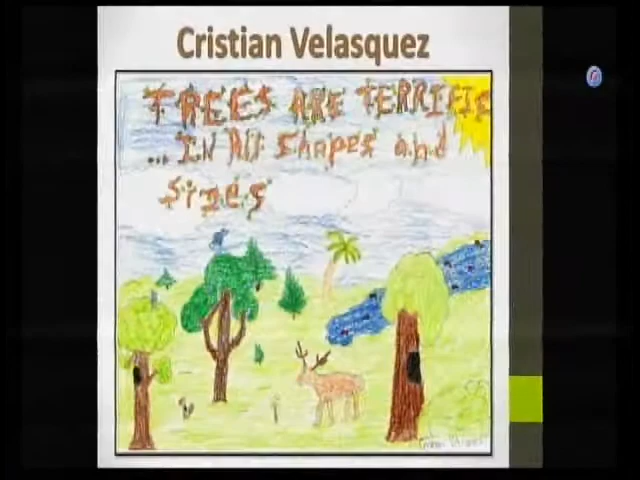 Cristian Velasquez
TREES ARE TERRIFIC
... IN All Shapes and
Sizes